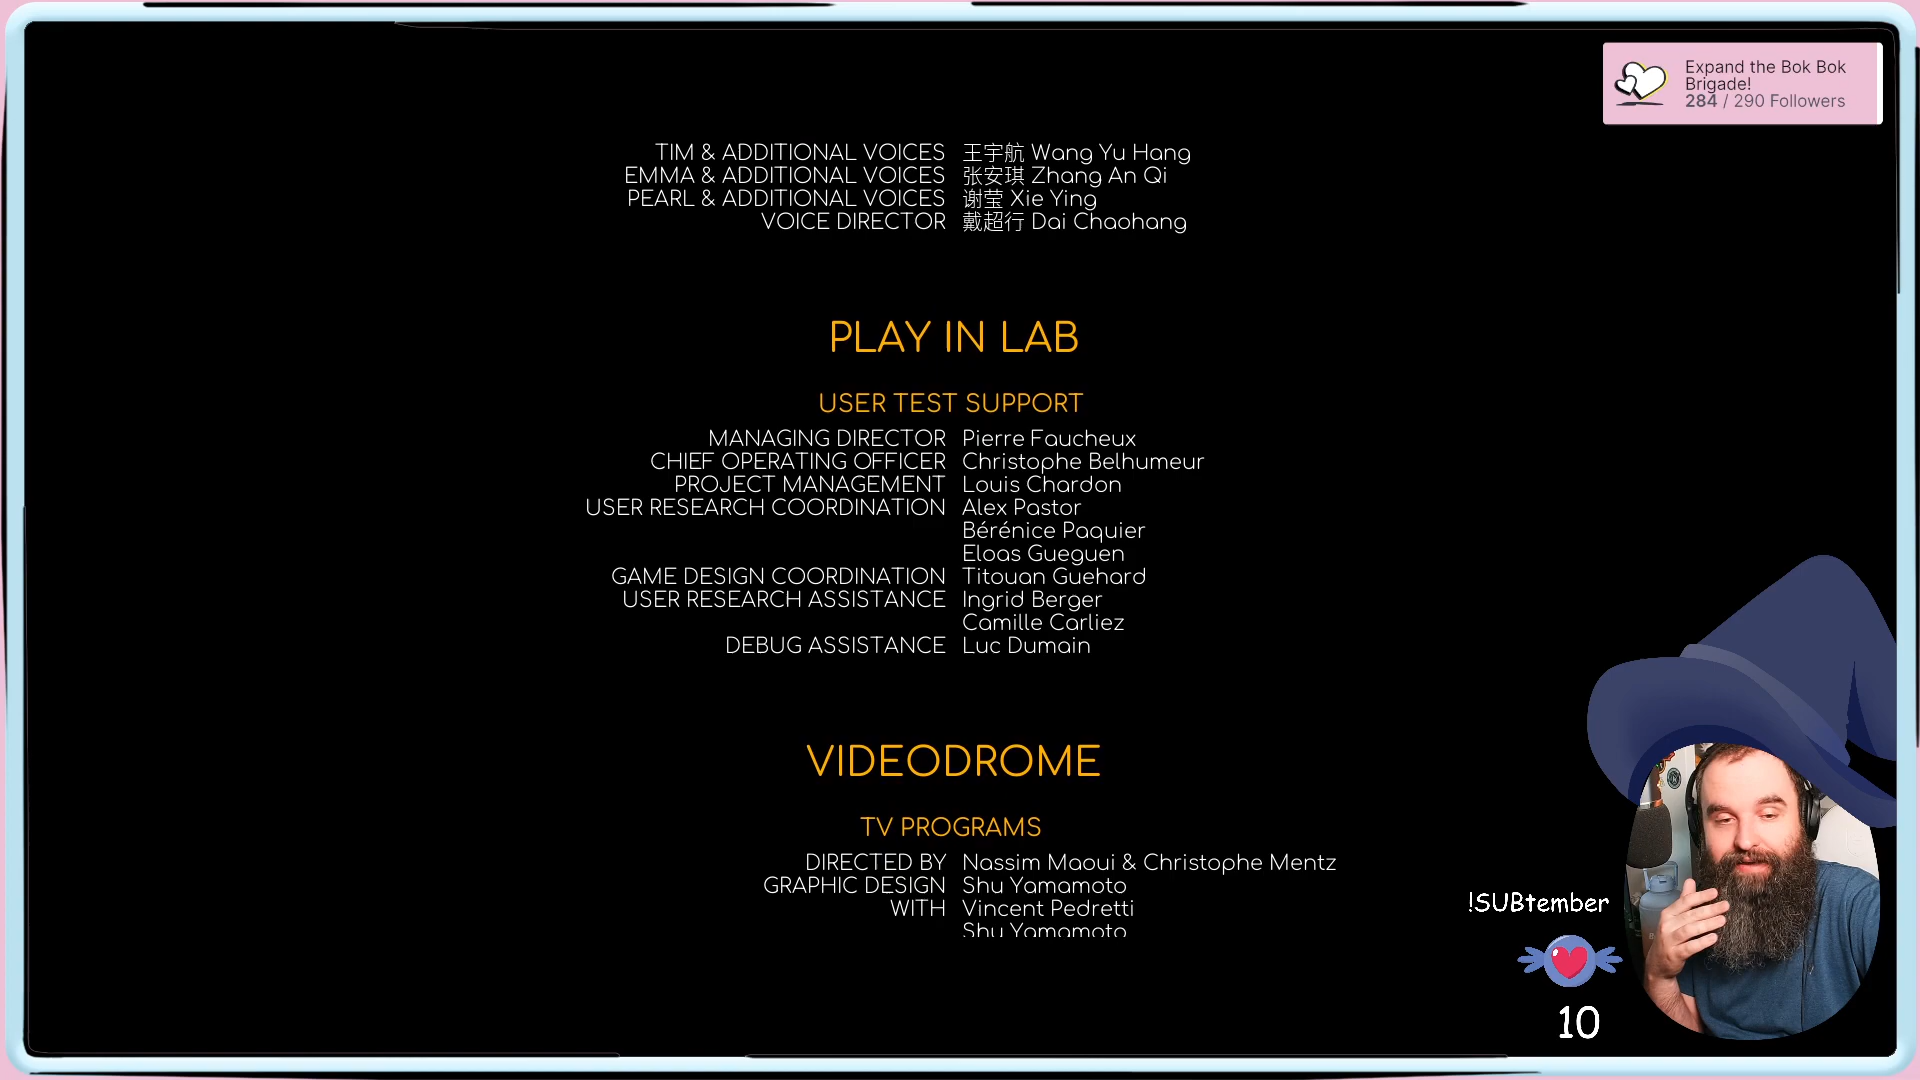 Expand the Bok Bok
Brigade!
284 / 290 Followers
TIM & ADDITIONAL VOICES 王宇航 Wang Yu Hang
EMMA & ADDITIONAL VOICES 张安琪 Zhang An Qi
PEARL & ADDITIONAL VOICES 谢莹 Xie Ying
VOICE DIRECTOR 戴超行 Dai Chaohang
PLAY IN LAB
USER TEST SUPPORT
MANAGING DIRECTOR Pierre Faucheux
CHIEF OPERATING OFFICER Christophe Belhumeur
PROJECT MANAGEMENT Louis Chardon
USER RESEARCH COORDINATION Alex Pastor
Bérénice Paquier
Eloas Gueguen
GAME DESIGN COORDINATION Titouan Guehard
USER RESEARCH ASSISTANCE Ingrid Berger
Camille Carliez
DEBUG ASSISTANCE Luc Dumain
VIDEODROME
TV PROGRAMS
DIRECTED BY Nassim Maoui & Christophe Mentz
GRAPHIC DESIGN Shu Yamamoto
WITH Vincent Pedretti
Shu Yamamoto
!SUBtember
10